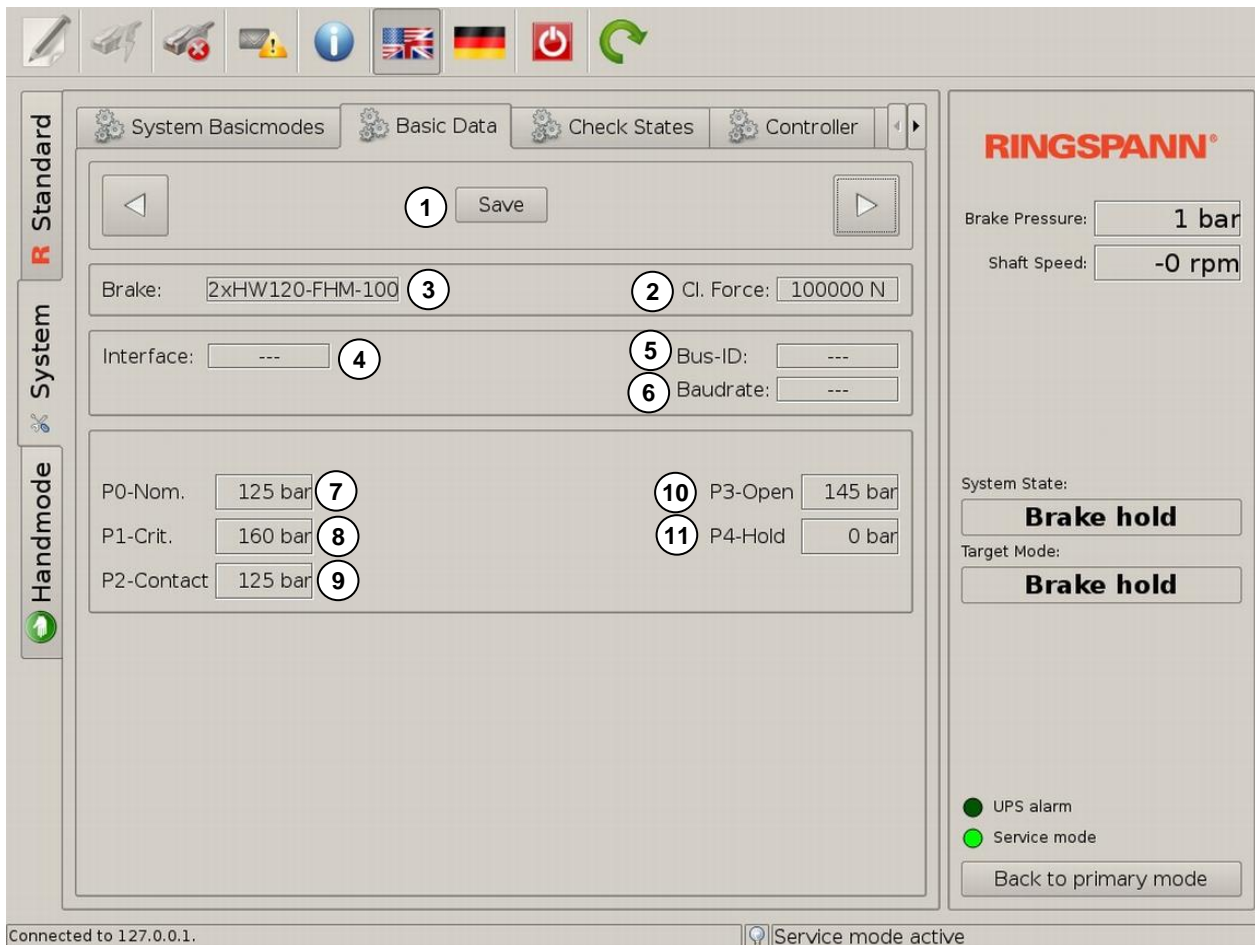 Standard
System
Handmode
System Basicmodes
Basic Data
Check States
Controller
1
Save
Brake:
2xHW120-FHM-100
3
2
Cl. Force:
100000 N
Interface:
---
4
5
Bus-ID:
---
6
Baudrate:
---
P0-Nom.
125 bar
7
10
P3-Open
145 bar
P1-Crit.
160 bar
8
11
P4-Hold
0 bar
P2-Contact
125 bar
9
RINGSPANN®
Brake Pressure:
1 bar
Shaft Speed:
-0 rpm
System State:
Brake hold
Target Mode:
Brake hold
UPS alarm
Service mode
Back to primary mode
Connected to 127.0.0.1.
Service mode active